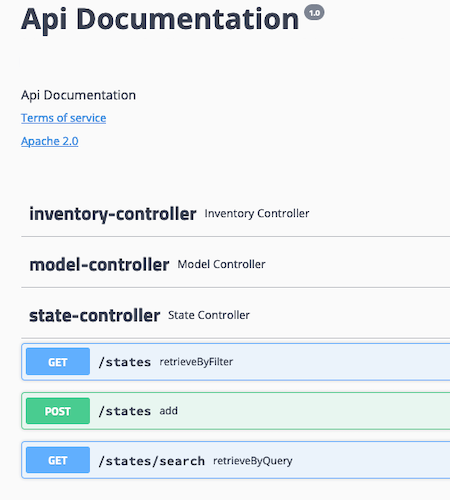 Api Documentation 1.0
Api Documentation
Terms of service
Apache 2.0
inventory-controller Inventory Controller
model-controller Model Controller
state-controller State Controller
GET /states retrieveByFilter
POST /states add
GET /states/search retrieveByQuery